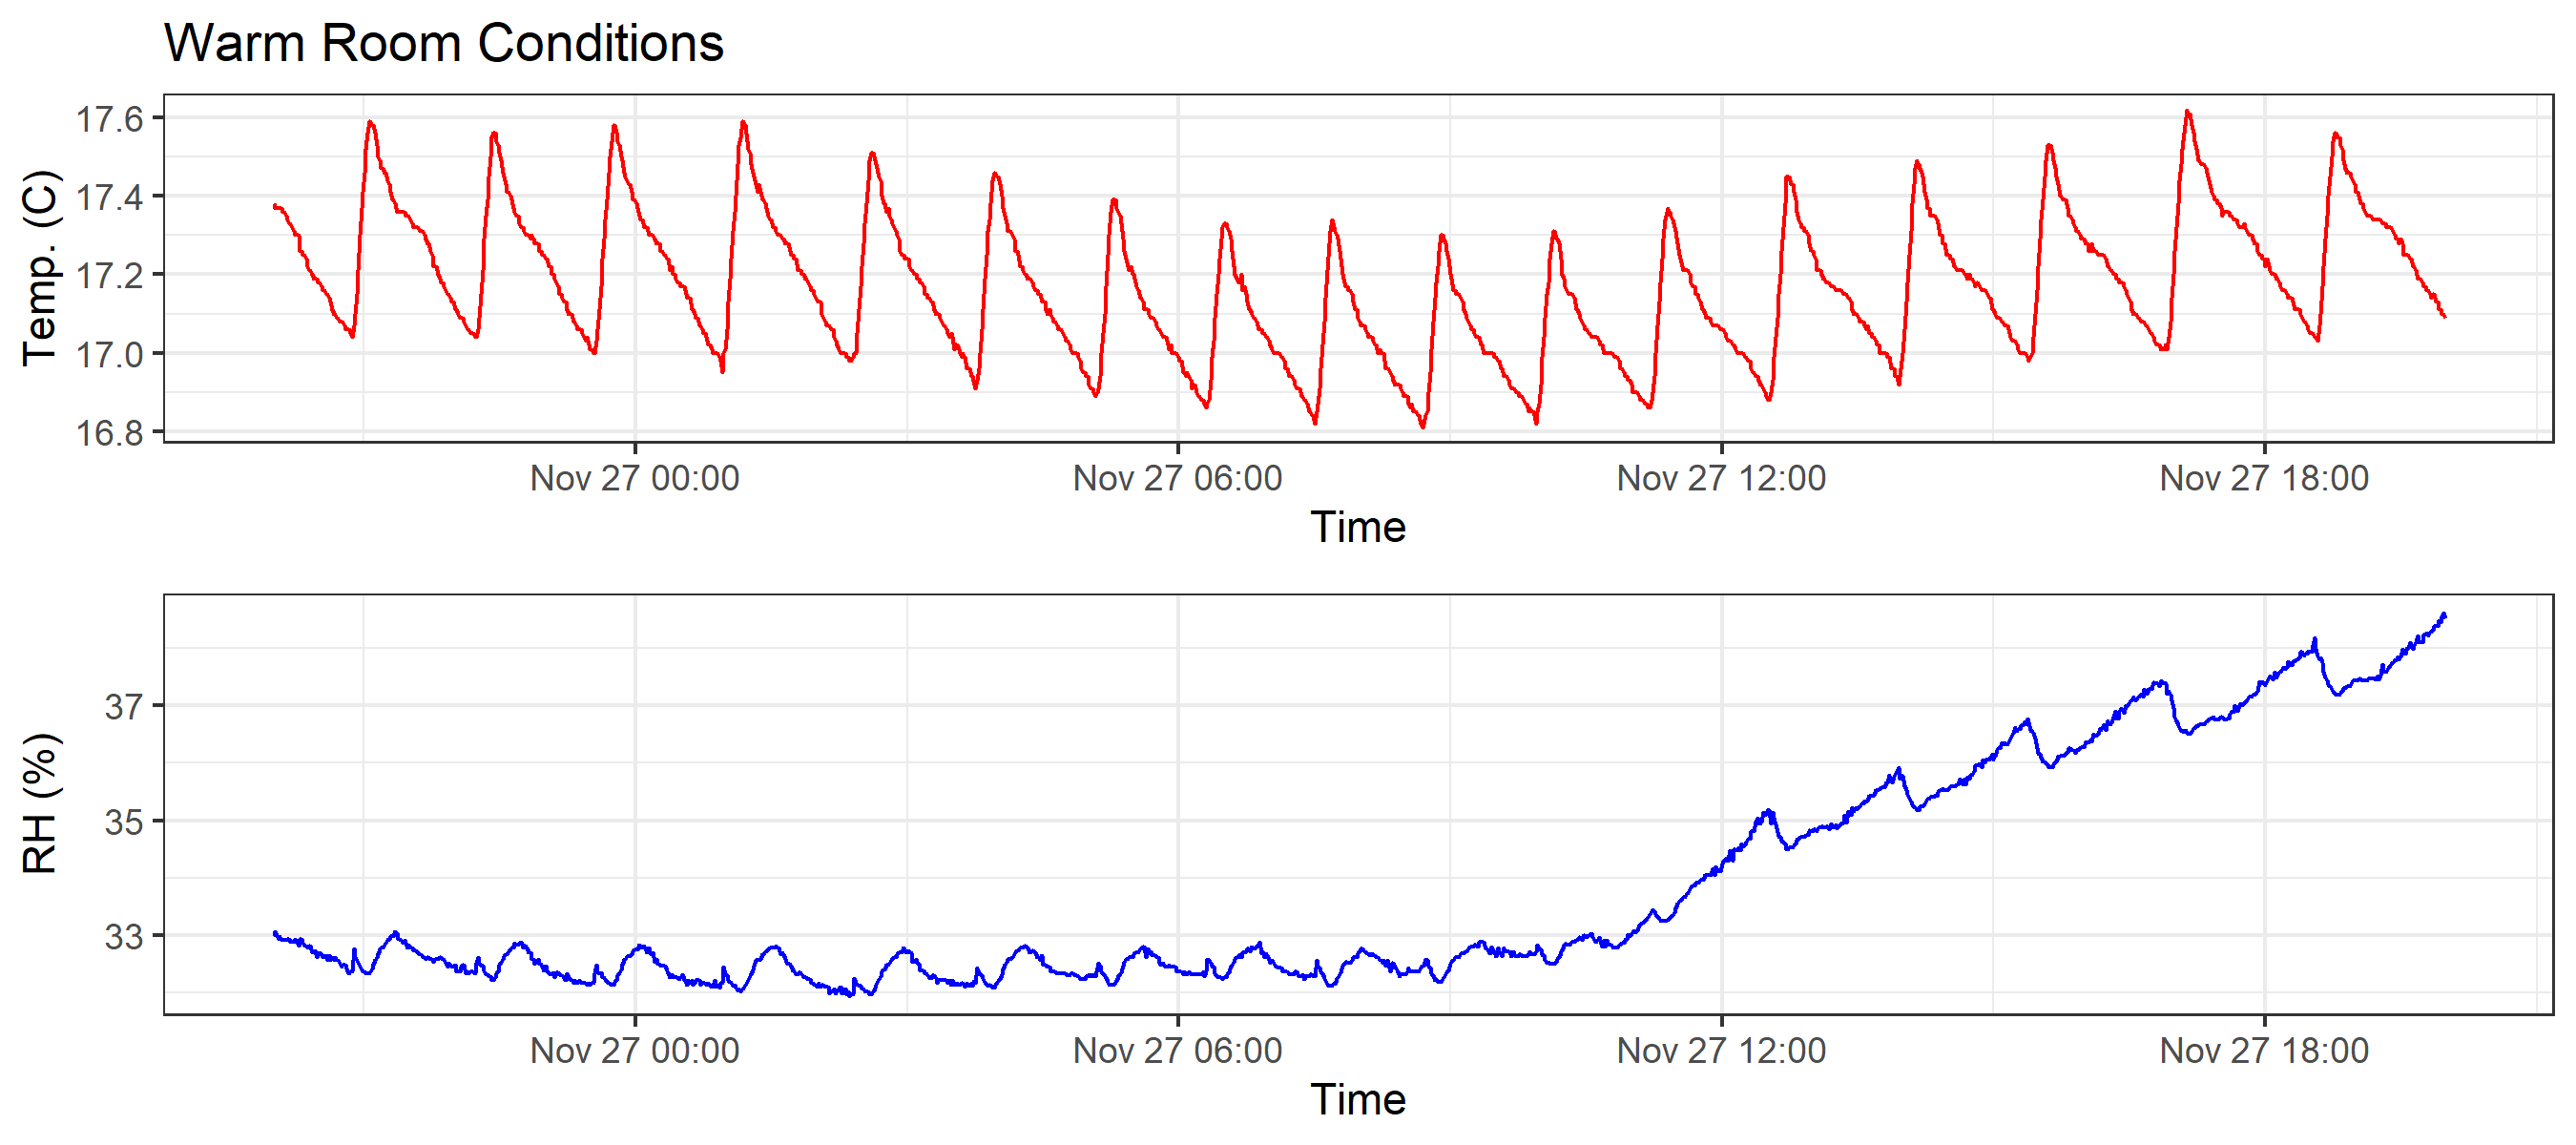 Warm Room Conditions
Temp. (C)
17.6
17.4
17.2
17.0
16.8
Nov 27 00:00 Nov 27 06:00 Nov 27 12:00 Nov 27 18:00
Time
RH (%)
37
35
33
Nov 27 00:00 Nov 27 06:00 Nov 27 12:00 Nov 27 18:00
Time